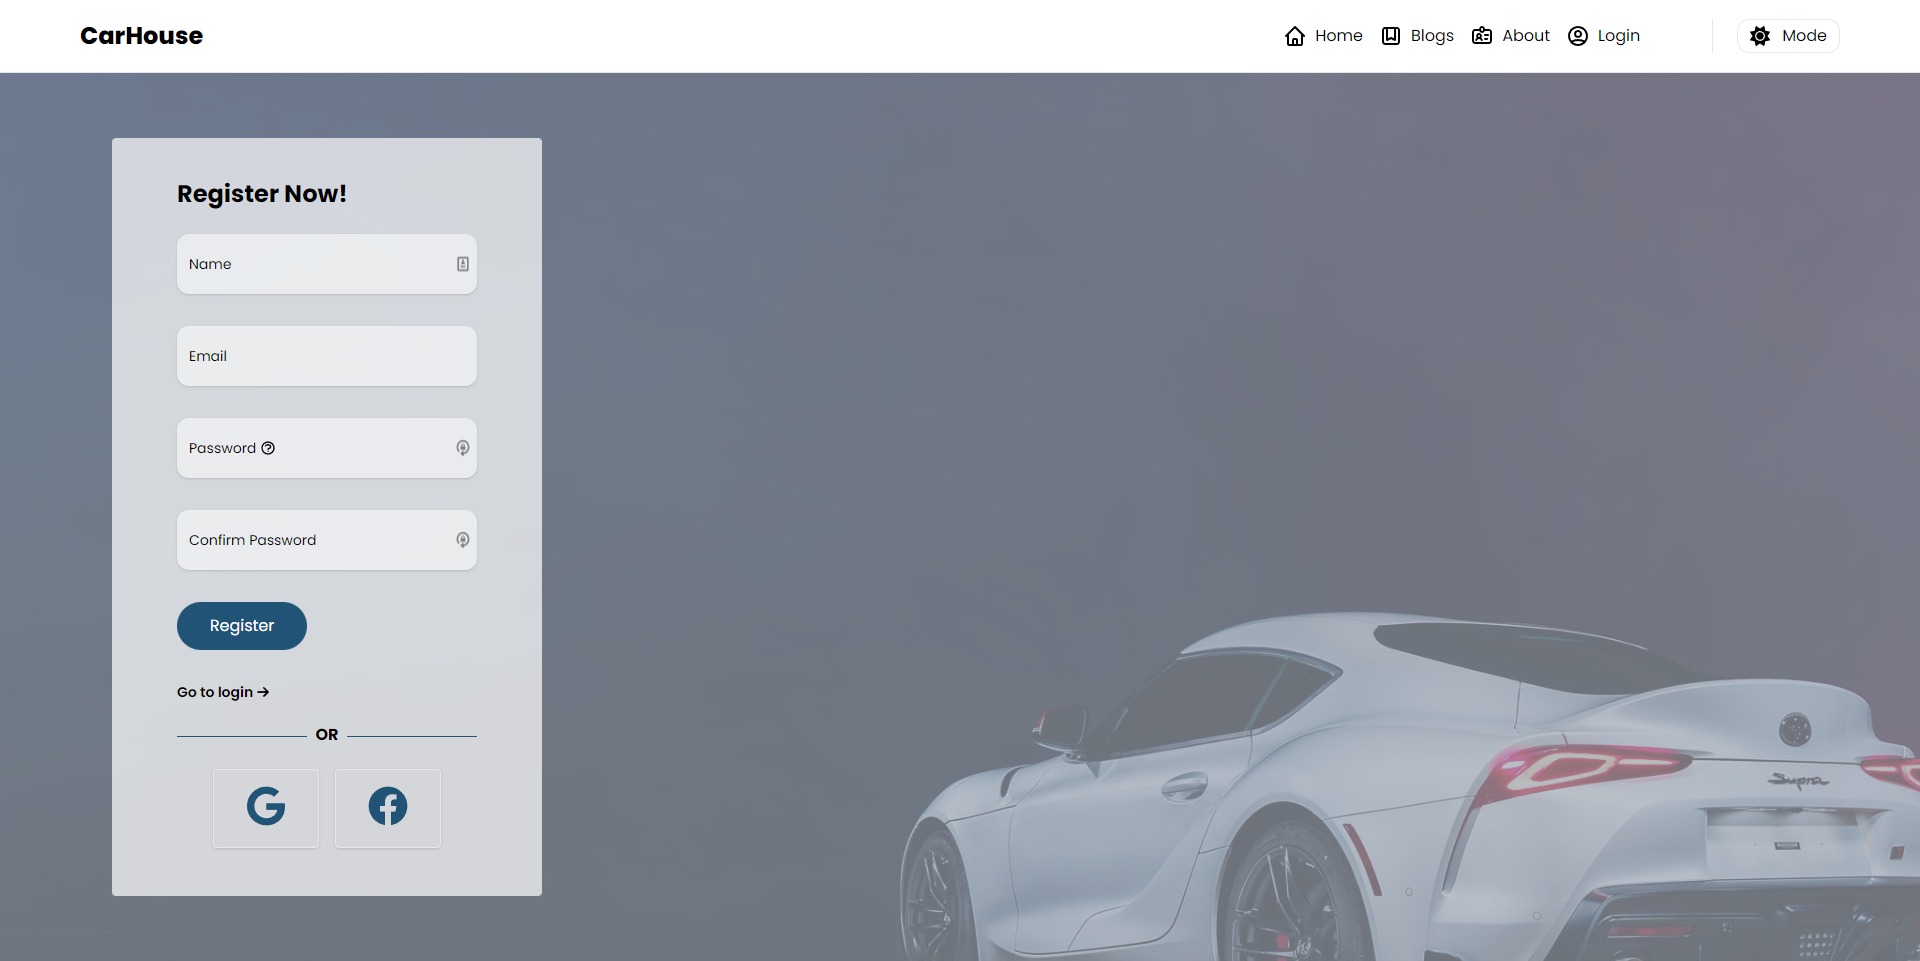 CarHouse
Home
Blogs
About
Login
Mode
Register Now!
Name
Email
Password
Confirm Password
Register
Go to login →
OR
Supra